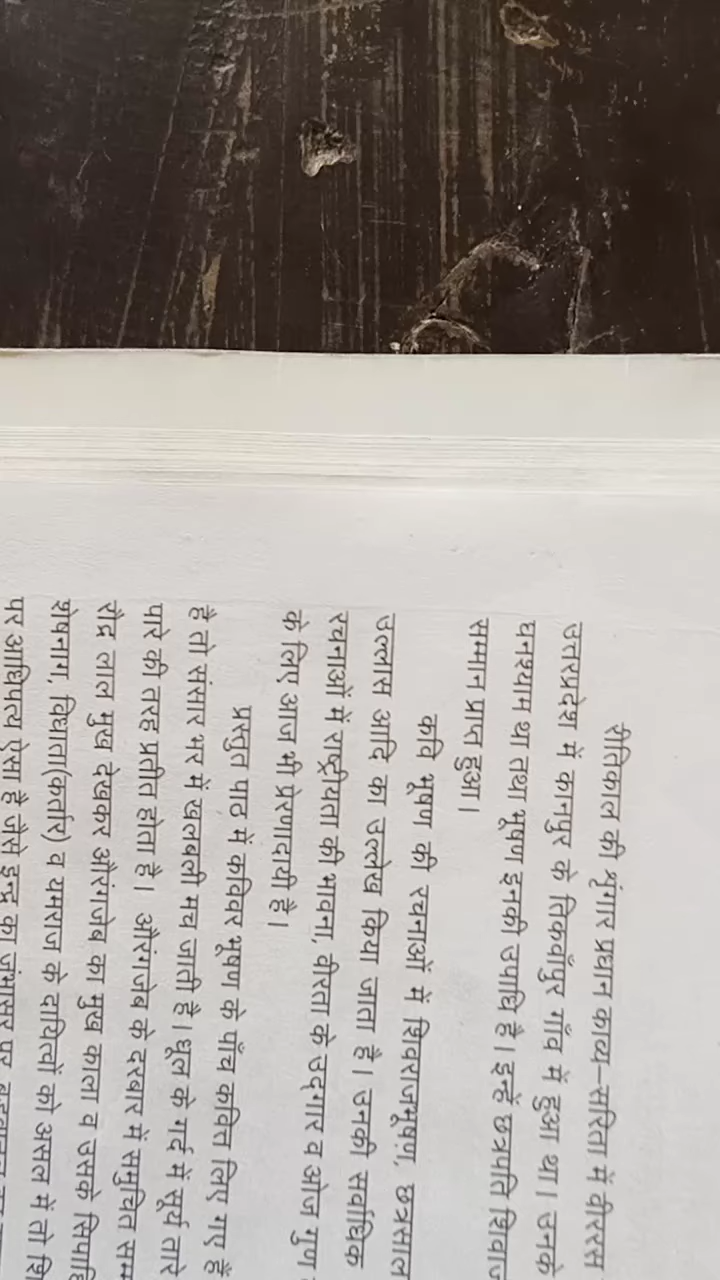 रीतिकाल की शृंगार प्रधान काव्य–सरिता में वीररस
उत्तरप्रदेश में कानपुर के तिकवाँपुर गाँव में हुआ था। उनके
घनश्याम था तथा भूषण इनकी उपाधि है। इन्हें छत्रपति शिवाज
सम्मान प्राप्त हुआ।
कवि भूषण की रचनाओं में शिवराजभूषण, छत्रसाल
उल्लास आदि का उल्लेख किया जाता है। उनकी सर्वाधिक
रचनाओं में राष्ट्रीयता की भावना, वीरता के उद्गार व ओज गुण
के लिए आज भी प्रेरणादायी है।
प्रस्तुत पाठ में कविवर भूषण के पाँच कवित्त लिए गए हैं
है तो संसार भर में खलबली मच जाती है। धूल के गर्द में सूर्य तारे
पारे की तरह प्रतीत होता है। औरंगजेब के दरबार में समुचित सम्म
रौद्र लाल मुख देखकर औरंगजेब का मुख काला व उसके सिपाहि
शेषनाग, विधाता(कर्तार) व यमराज के दायित्वों को असल में तो शि
पर आधिपत्य ऐसा है जैसे इन्द्र का जंभासुर पर